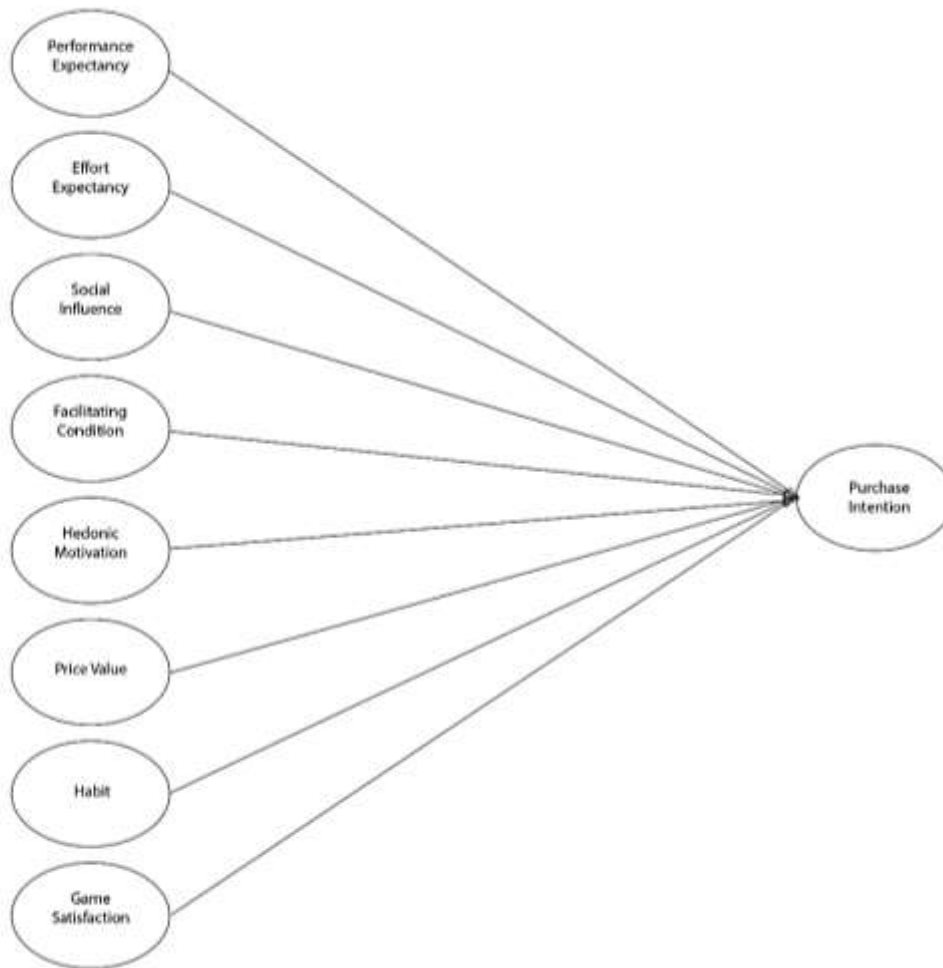 Performance
Expectancy
Effort
Expectancy
Social
Influence
Facilitating
Condition
Hedonic
Motivation
Price Value
Habit
Game
Satisfaction
Purchase
Intention